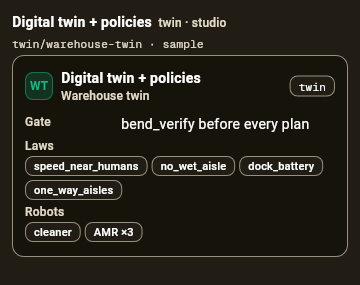 Digital twin + policies twin · studio
twin/warehouse-twin · sample
WT Digital twin + policies twin
Warehouse twin
Gate bend_verify before every plan
Laws
speed_near_humans no_wet_aisle dock_battery
one_way_aisles
Robots
cleaner AMR ×3